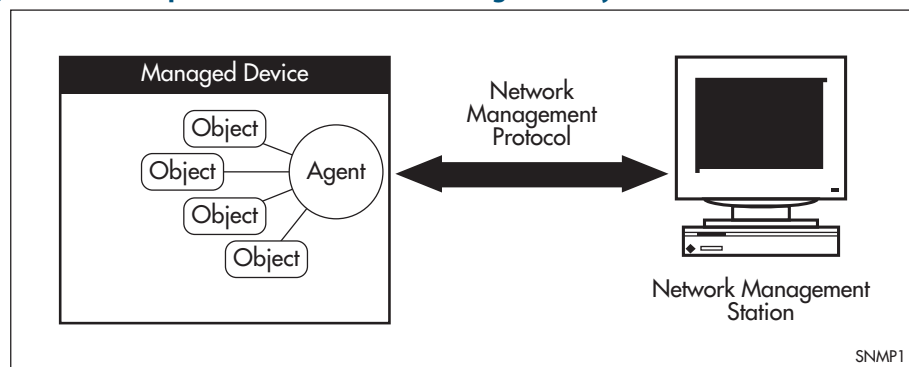 Managed Device
Object
Object
Object
Object
Agent
Network
Management
Protocol
Network Management
Station
SNMP1